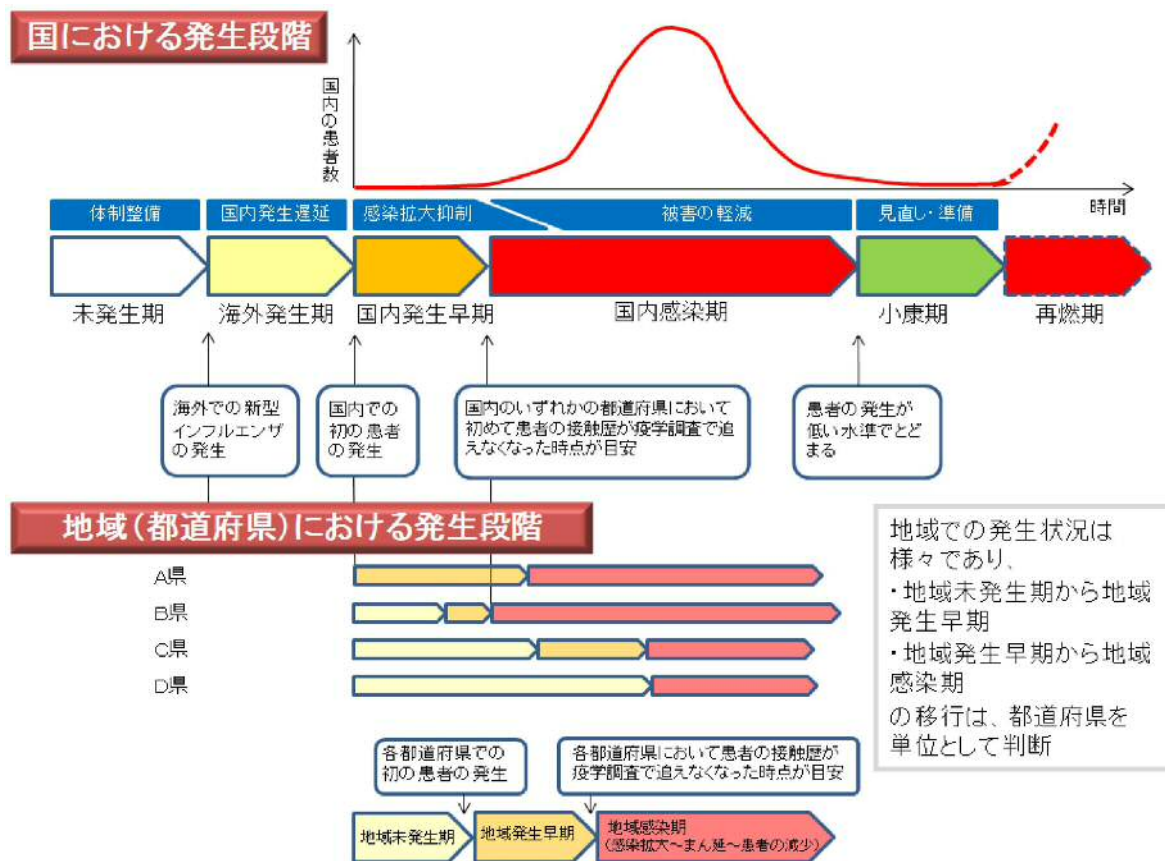 国における発生段階
国内の患者数
時間
体制整備
国内発生遅延
感染拡大抑制
被害の軽減
見直し・準備
未発生期
海外発生期
国内発生早期
国内感染期
小康期
再燃期
海外での新型
インフルエンザ
の発生
国内での
初の患者
の発生
国内のいずれかの都道府県において
初めて患者の接触歴が疫学調査で追
えなくなった時点が目安
患者の発生が
低い水準でとど
まる
地域(都道府県)における発生段階
A県
B県
C県
D県
地域での発生状況は
様々であり、
・地域未発生期から地域
発生早期
・地域発生早期から地域
感染期
の移行は、都道府県を
単位として判断
各都道府県での
初の患者の発生
各都道府県において患者の接触歴が
疫学調査で追えなくなった時点が目安
地域未発生期
地域発生早期
地域感染期
(感染拡大~まん延~患者の減少)